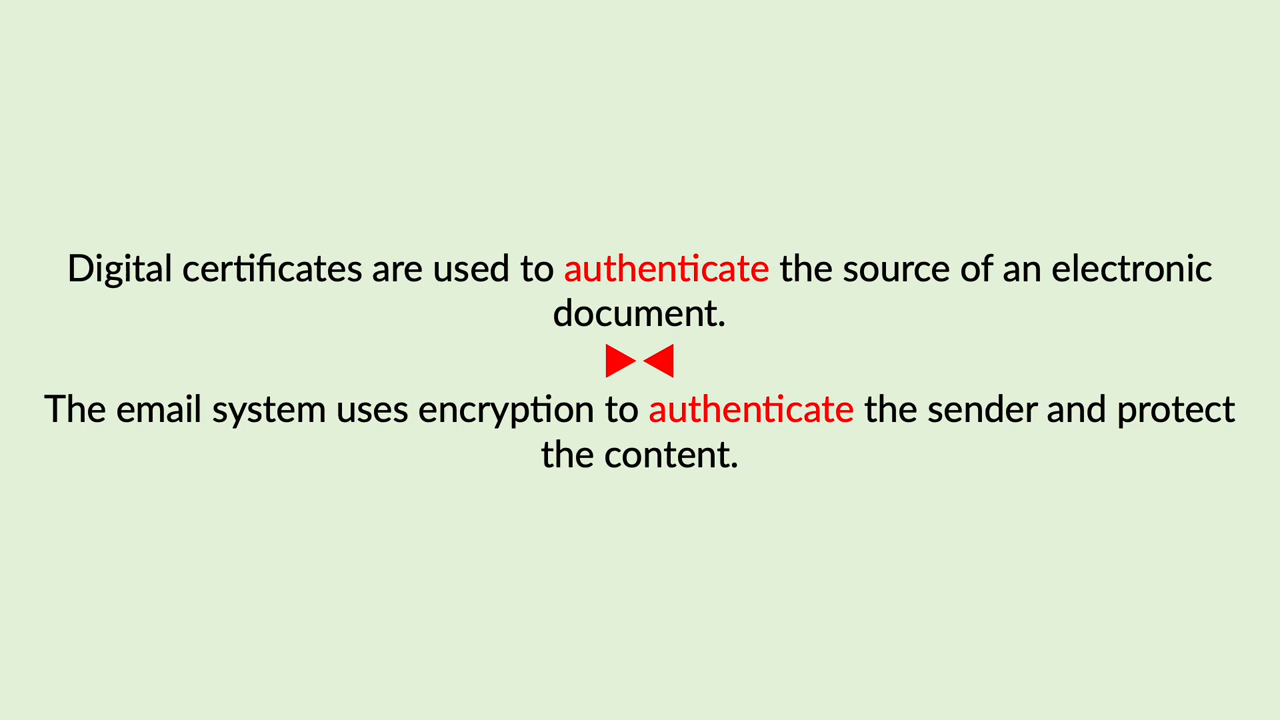 Digital certificates are used to authenticate the source of an electronic
document.
The email system uses encryption to authenticate the sender and protect
the content.